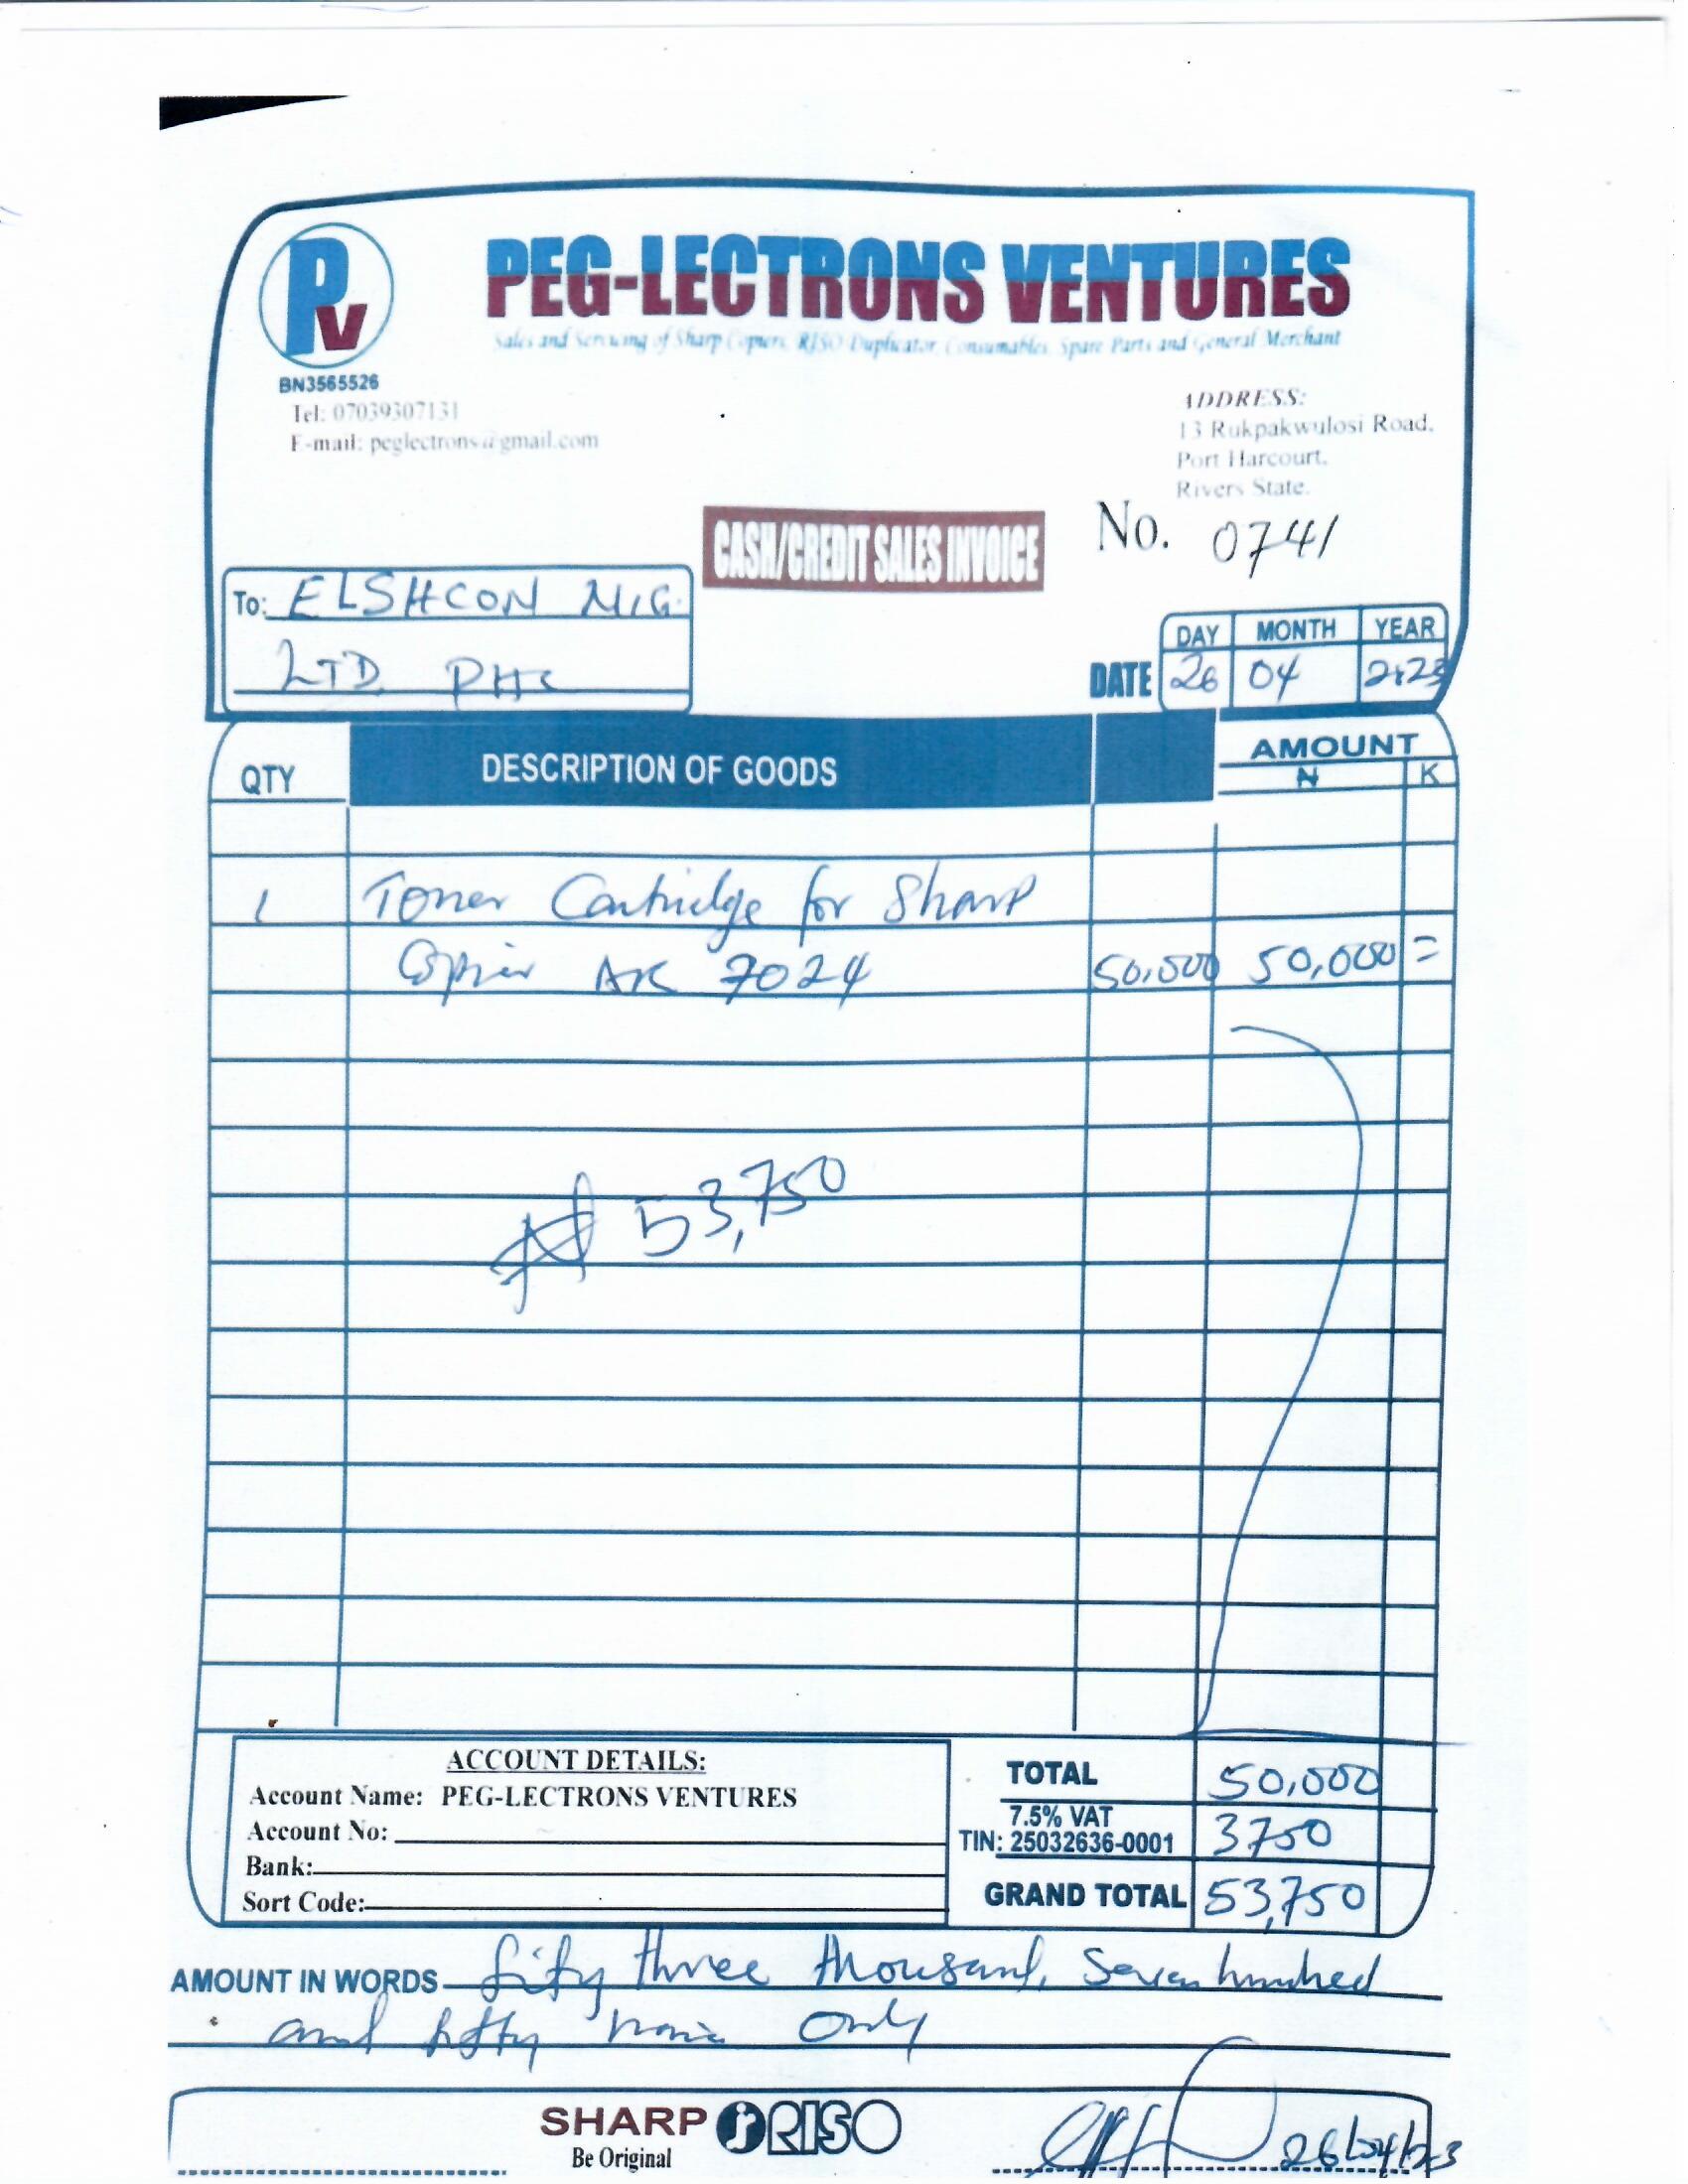 PV
PEG-LECTRONS VENTURES
Sales and Servicing of Sharp Copiers, RISO Duplicator, Consumables, Spare Parts and General Merchant
BN3565526
Tel: 07039307131
E-mail: peglectrons@gmail.com
ADDRESS:
13 Rukpakwulosi Road,
Port Harcourt,
Rivers State.
CASH/CREDIT SALES INVOICE
No. 0741
To: ELSHCON NIG.
LTD PHC
DAY MONTH YEAR
DATE 26 04 2023
QTY DESCRIPTION OF GOODS AMOUNT
₦ K
1 Toner Cartridge for Sharp
Copier AR 7024 50,000 50,000 =
₦ 53,750
ACCOUNT DETAILS:
Account Name: PEG-LECTRONS VENTURES
Account No:
Bank:
Sort Code:
TOTAL 50,000
7.5% VAT
TIN: 25032636-0001 3750
GRAND TOTAL 53,750
AMOUNT IN WORDS fifty three thousand, Seven hundred
and fifty naira Only
SHARP RISO
Be Original
26/04/23